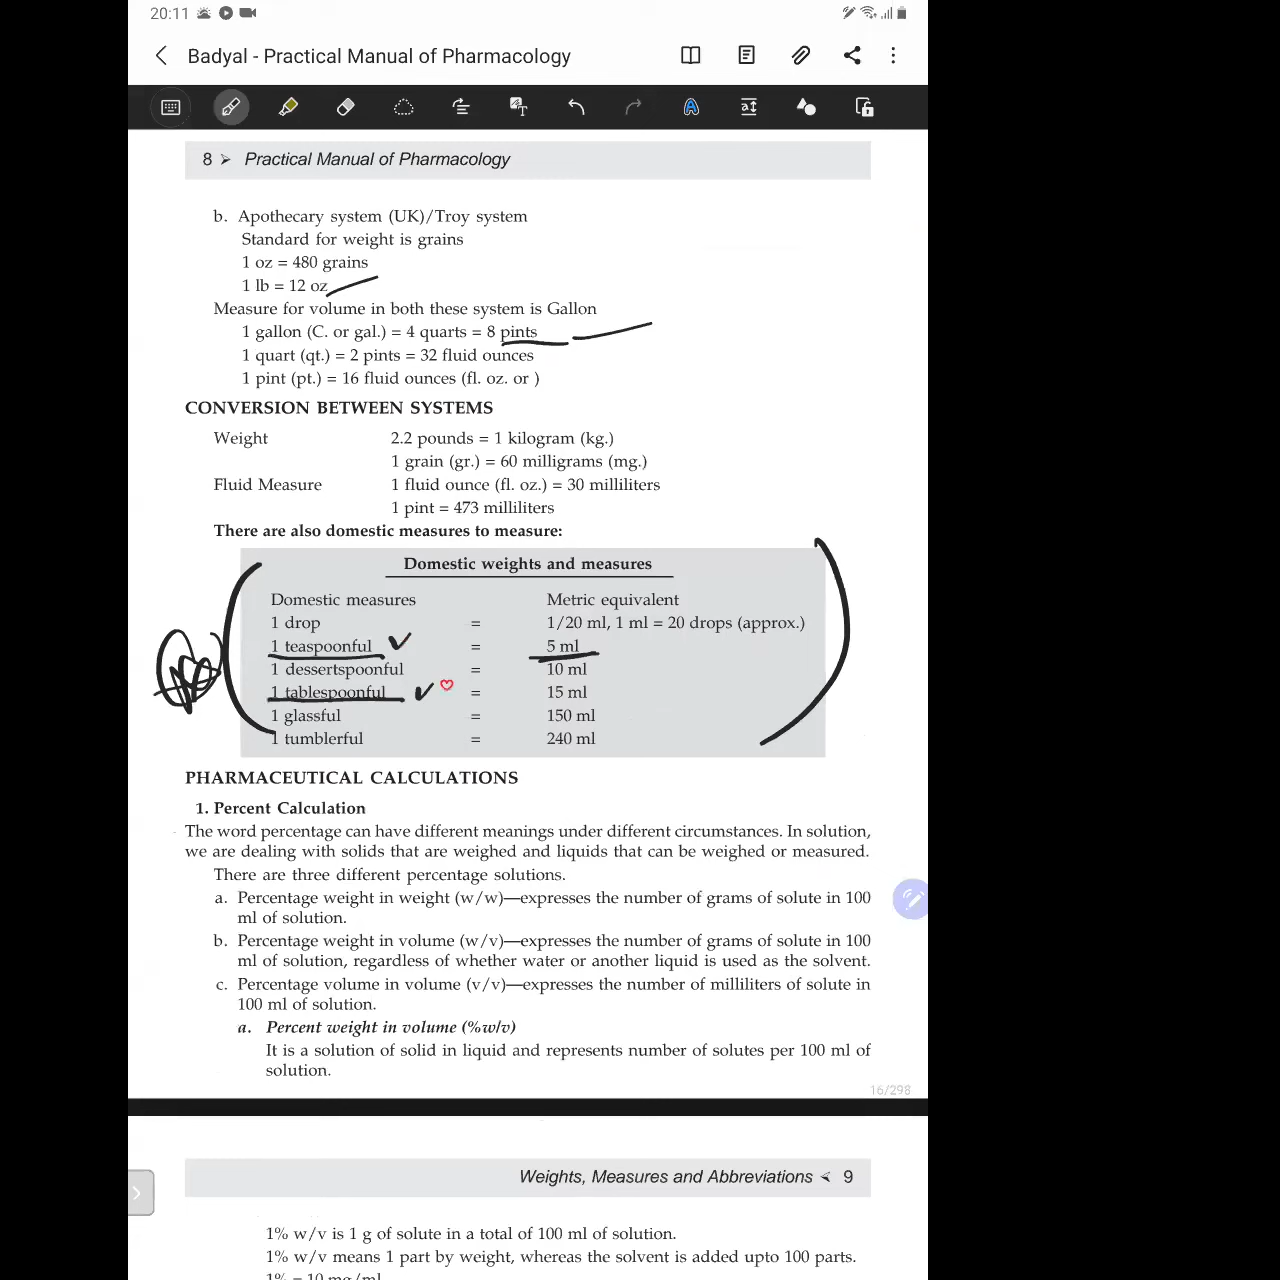 20:11
Badyal - Practical Manual of Pharmacology
8 ➢ Practical Manual of Pharmacology
b. Apothecary system (UK)/Troy system
Standard for weight is grains
1 oz = 480 grains
1 lb = 12 oz
Measure for volume in both these system is Gallon
1 gallon (C. or gal.) = 4 quarts = 8 pints
1 quart (qt.) = 2 pints = 32 fluid ounces
1 pint (pt.) = 16 fluid ounces (fl. oz. or )
CONVERSION BETWEEN SYSTEMS
Weight 2.2 pounds = 1 kilogram (kg.)
1 grain (gr.) = 60 milligrams (mg.)
Fluid Measure 1 fluid ounce (fl. oz.) = 30 milliliters
1 pint = 473 milliliters
There are also domestic measures to measure:
Domestic weights and measures
Domestic measures Metric equivalent
1 drop = 1/20 ml, 1 ml = 20 drops (approx.)
1 teaspoonful = 5 ml
1 dessertspoonful = 10 ml
1 tablespoonful = 15 ml
1 glassful = 150 ml
1 tumblerful = 240 ml
PHARMACEUTICAL CALCULATIONS
1. Percent Calculation
The word percentage can have different meanings under different circumstances. In solution,
we are dealing with solids that are weighed and liquids that can be weighed or measured.
There are three different percentage solutions.
a. Percentage weight in weight (w/w)—expresses the number of grams of solute in 100
ml of solution.
b. Percentage weight in volume (w/v)—expresses the number of grams of solute in 100
ml of solution, regardless of whether water or another liquid is used as the solvent.
c. Percentage volume in volume (v/v)—expresses the number of milliliters of solute in
100 ml of solution.
a. Percent weight in volume (%w/v)
It is a solution of solid in liquid and represents number of solutes per 100 ml of
solution.
16/298
Weights, Measures and Abbreviations ⮘ 9
1% w/v is 1 g of solute in a total of 100 ml of solution.
1% w/v means 1 part by weight, whereas the solvent is added upto 100 parts.
1% = 10 mg/ml